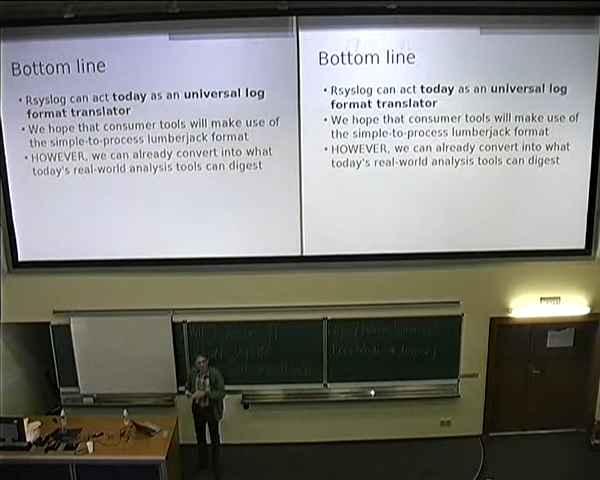 Bottom line
• Rsyslog can act today as an universal log
format translator
• We hope that consumer tools will make use of
the simple-to-process lumberjack format
• HOWEVER, we can already convert into what
today's real-world analysis tools can digest
Bottom line
• Rsyslog can act today as an universal log
format translator
• We hope that consumer tools will make use of
the simple-to-process lumberjack format
• HOWEVER, we can already convert into what
today's real-world analysis tools can digest